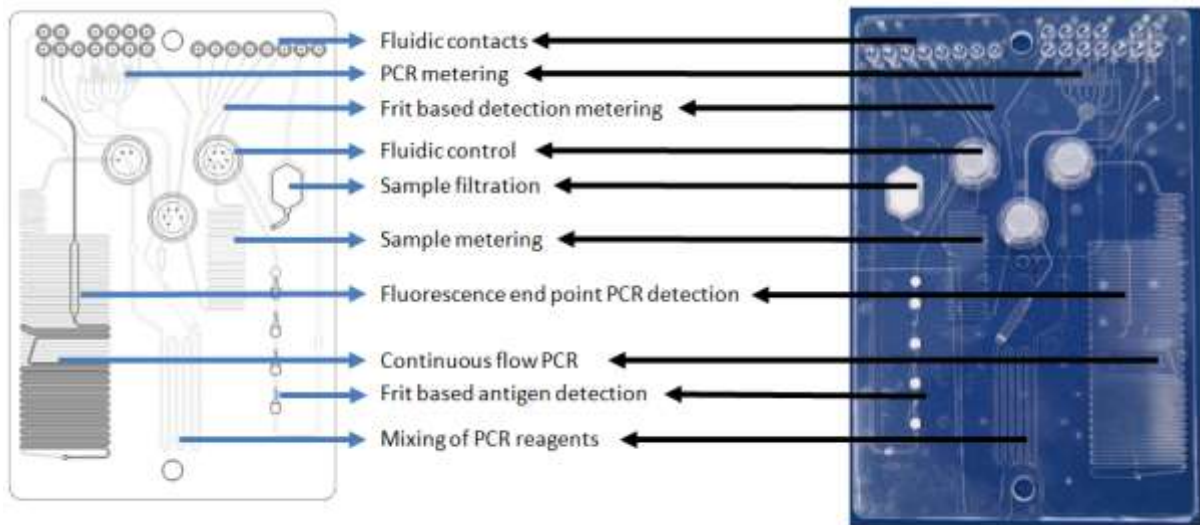 Fluidic contacts
PCR metering
Frit based detection metering
Fluidic control
Sample filtration
Sample metering
Fluorescence end point PCR detection
Continuous flow PCR
Frit based antigen detection
Mixing of PCR reagents